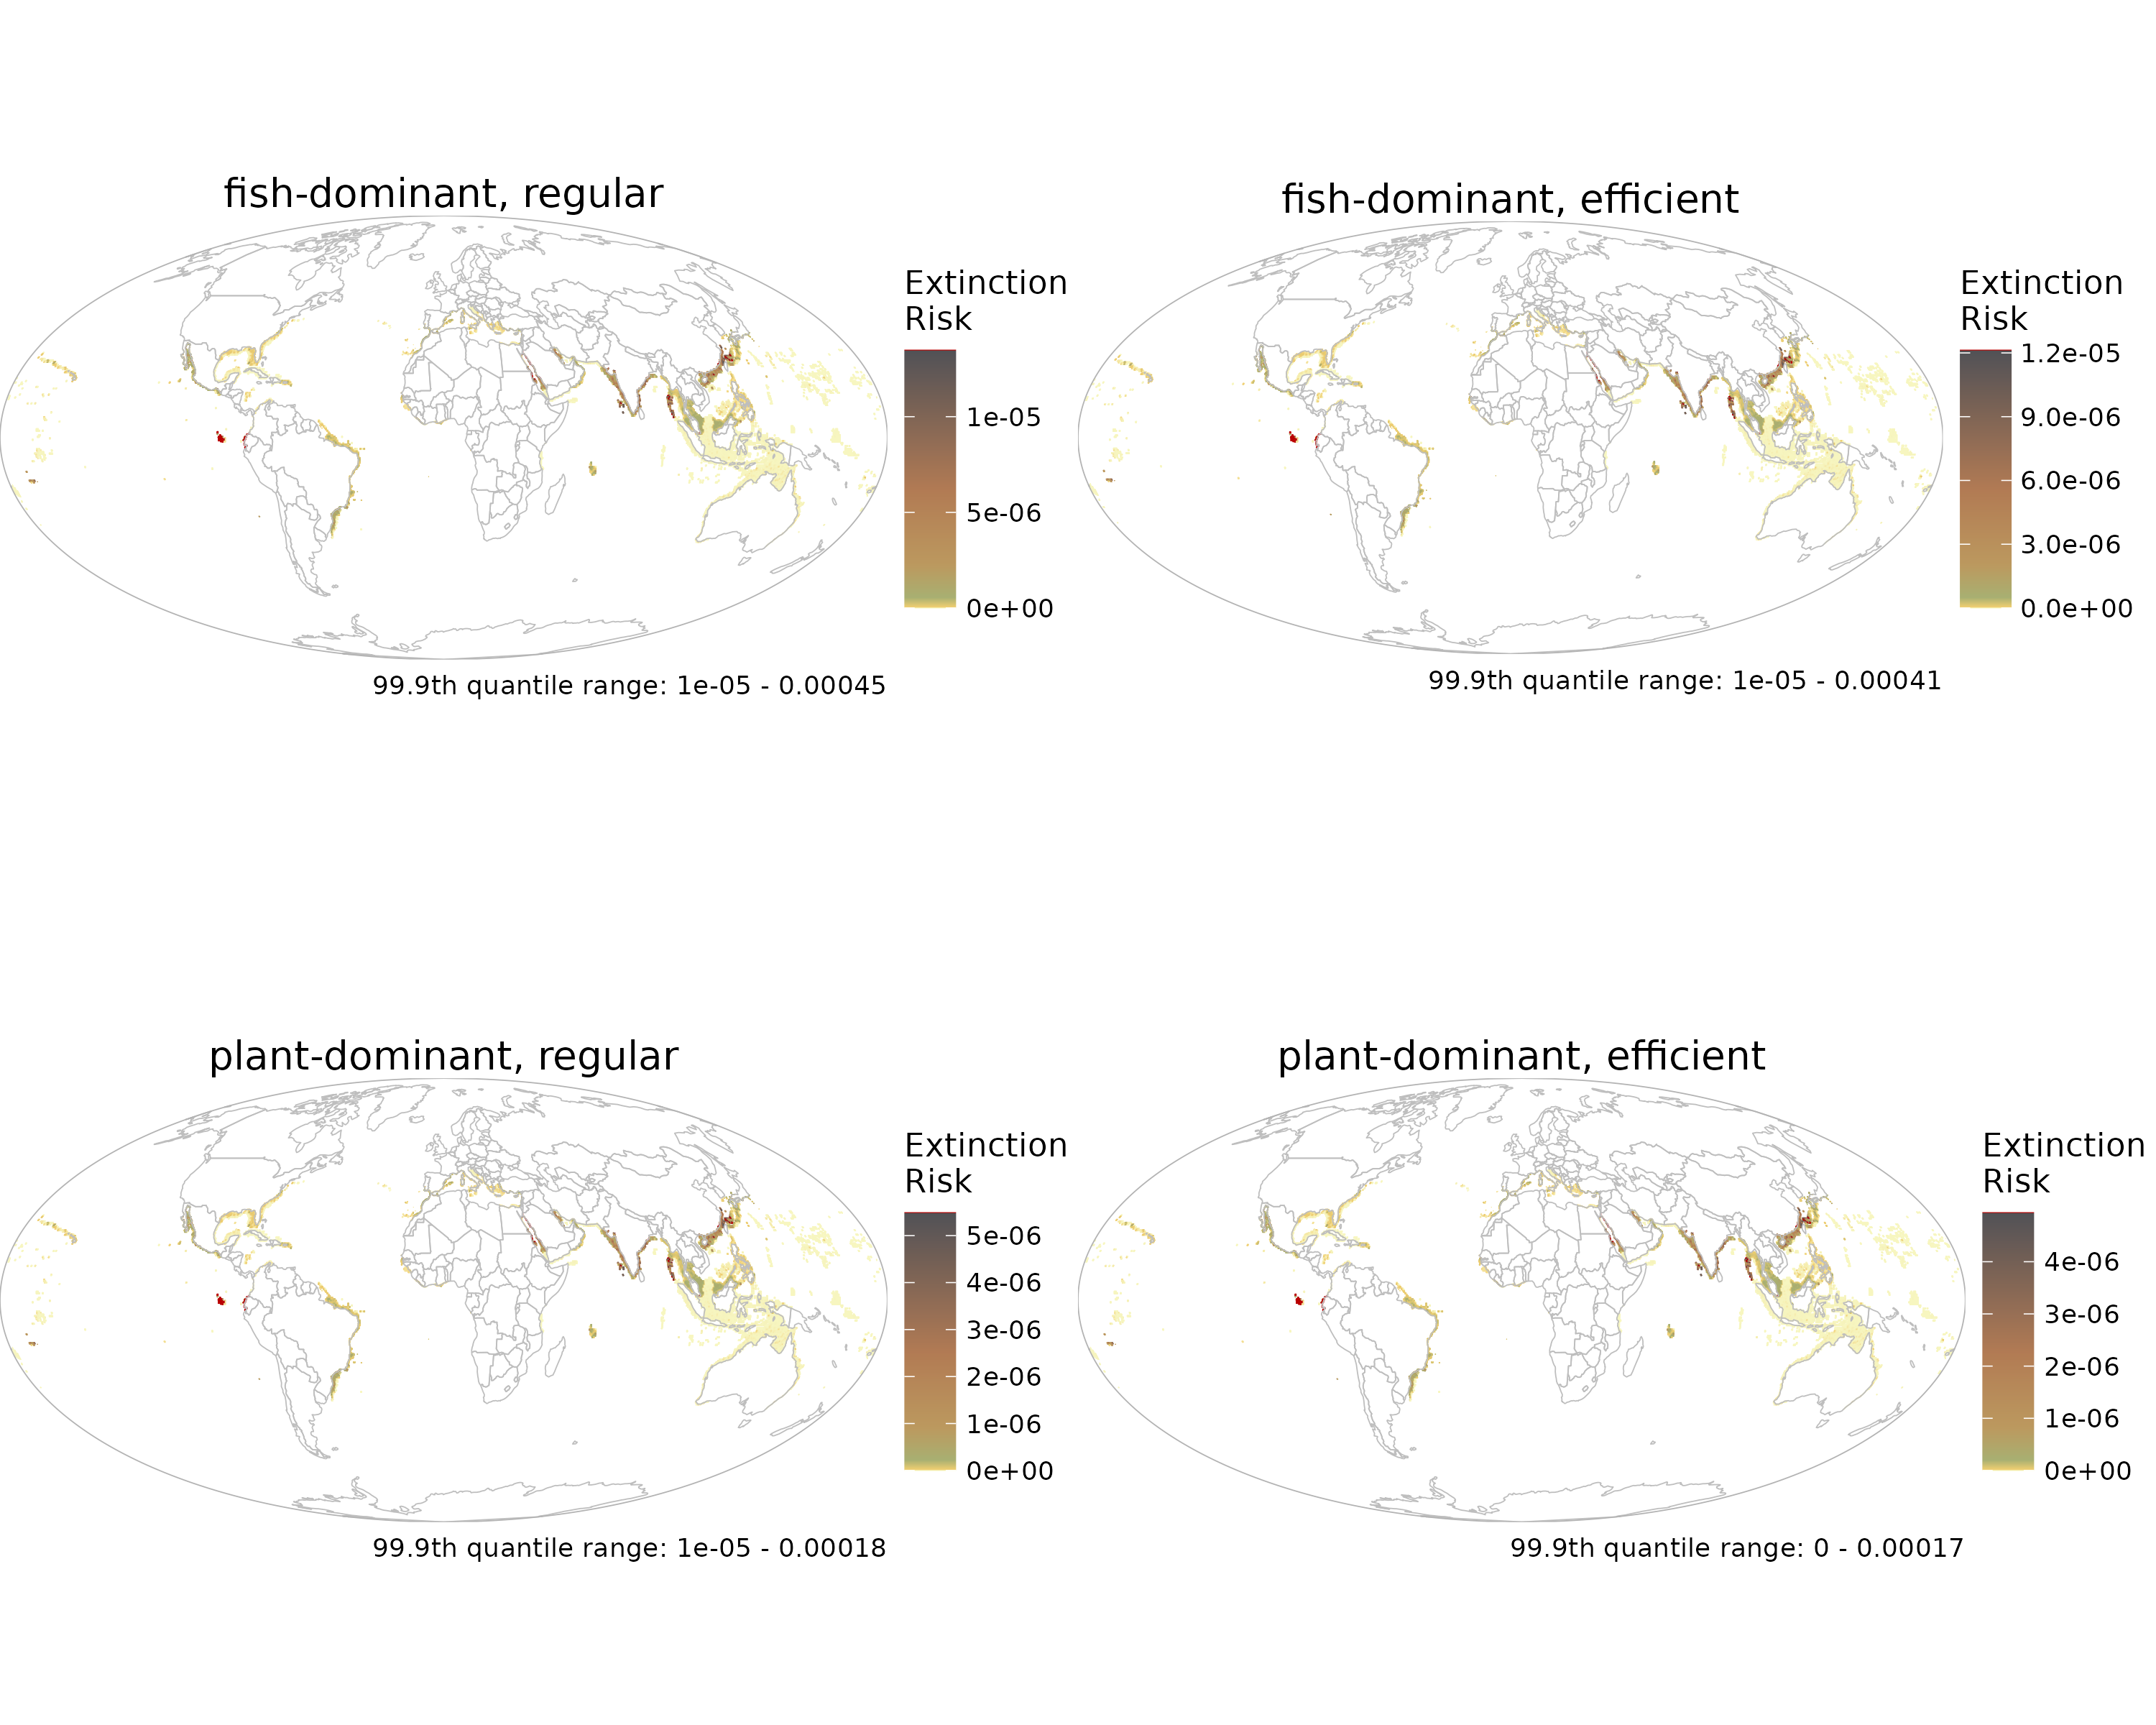 fish-dominant, regular
Extinction
Risk
1e-05
5e-06
0e+00
99.9th quantile range: 1e-05 - 0.00045
fish-dominant, efficient
Extinction
Risk
1.2e-05
9.0e-06
6.0e-06
3.0e-06
0.0e+00
99.9th quantile range: 1e-05 - 0.00041
plant-dominant, regular
Extinction
Risk
5e-06
4e-06
3e-06
2e-06
1e-06
0e+00
99.9th quantile range: 1e-05 - 0.00018
plant-dominant, efficient
Extinction
Risk
4e-06
3e-06
2e-06
1e-06
0e+00
99.9th quantile range: 0 - 0.00017